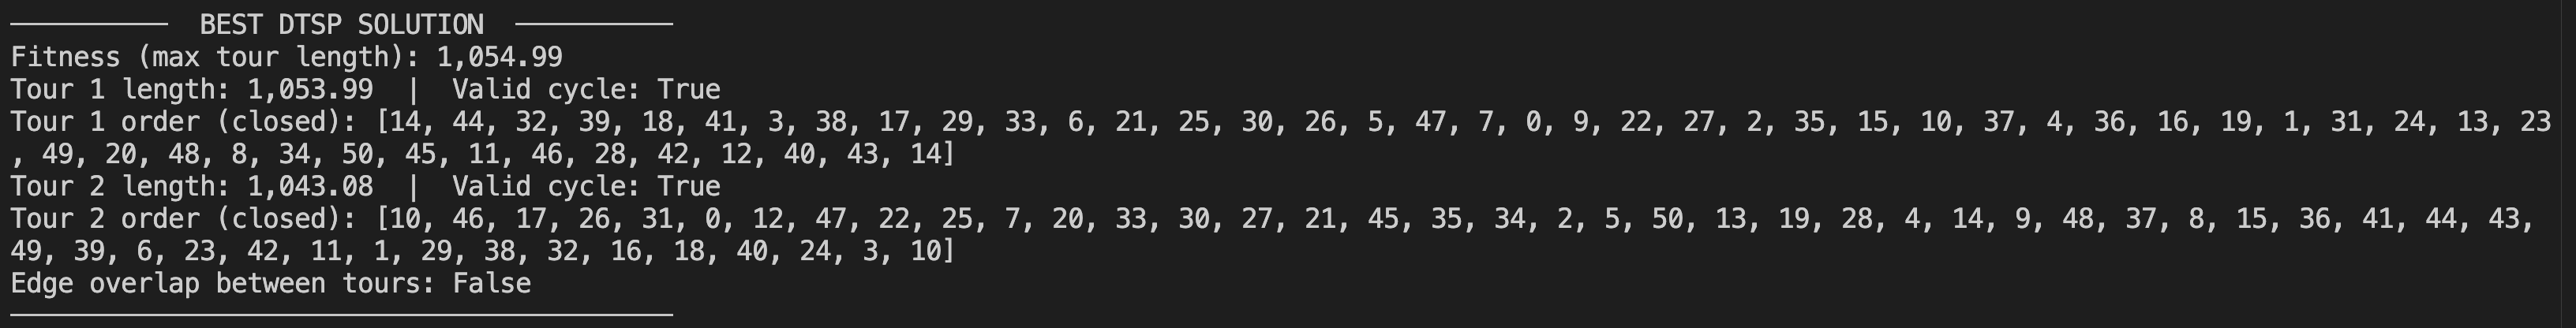 ────────── BEST DTSP SOLUTION ──────────
Fitness (max tour length): 1,054.99
Tour 1 length: 1,053.99 | Valid cycle: True
Tour 1 order (closed): [14, 44, 32, 39, 18, 41, 3, 38, 17, 29, 33, 6, 21, 25, 30, 26, 5, 47, 7, 0, 9, 22, 27, 2, 35, 15, 10, 37, 4, 36, 16, 19, 1, 31, 24, 13, 23
, 49, 20, 48, 8, 34, 50, 45, 11, 46, 28, 42, 12, 40, 43, 14]
Tour 2 length: 1,043.08 | Valid cycle: True
Tour 2 order (closed): [10, 46, 17, 26, 31, 0, 12, 47, 22, 25, 7, 20, 33, 30, 27, 21, 45, 35, 34, 2, 5, 50, 13, 19, 28, 4, 14, 9, 48, 37, 8, 15, 36, 41, 44, 43,
49, 39, 6, 23, 42, 11, 1, 29, 38, 32, 16, 18, 40, 24, 3, 10]
Edge overlap between tours: False
──────────────────────────────────────────